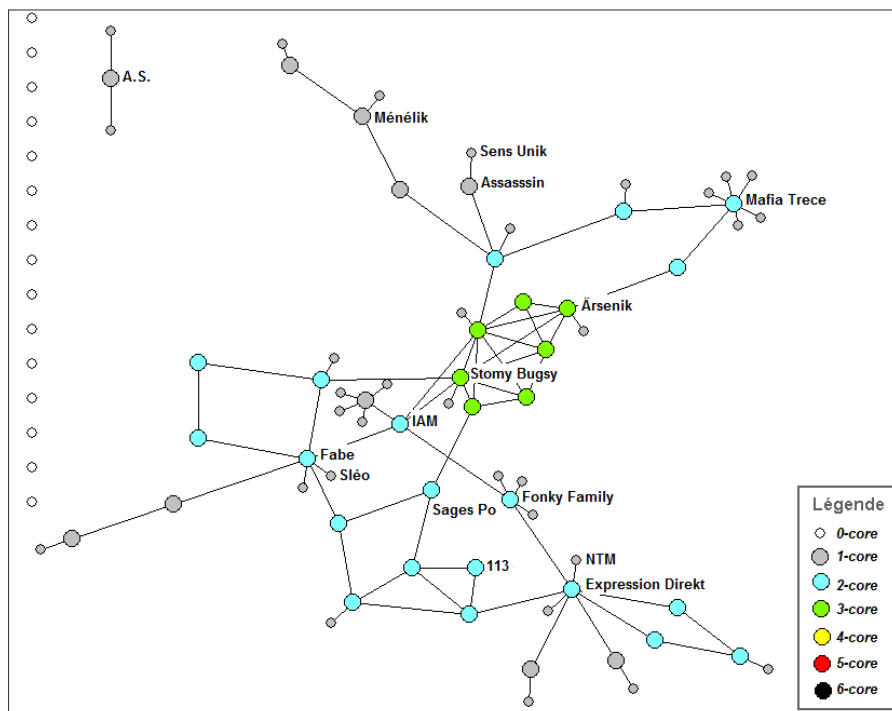 A.S.
Ménélik
Sens Unik
Assasssin
Mafia Trece
Ärsenik
Stomy Bugsy
IAM
Fabe
Sléo
Sages Po
Fonky Family
113
NTM
Expression Direkt
Légende
0-core
1-core
2-core
3-core
4-core
5-core
6-core